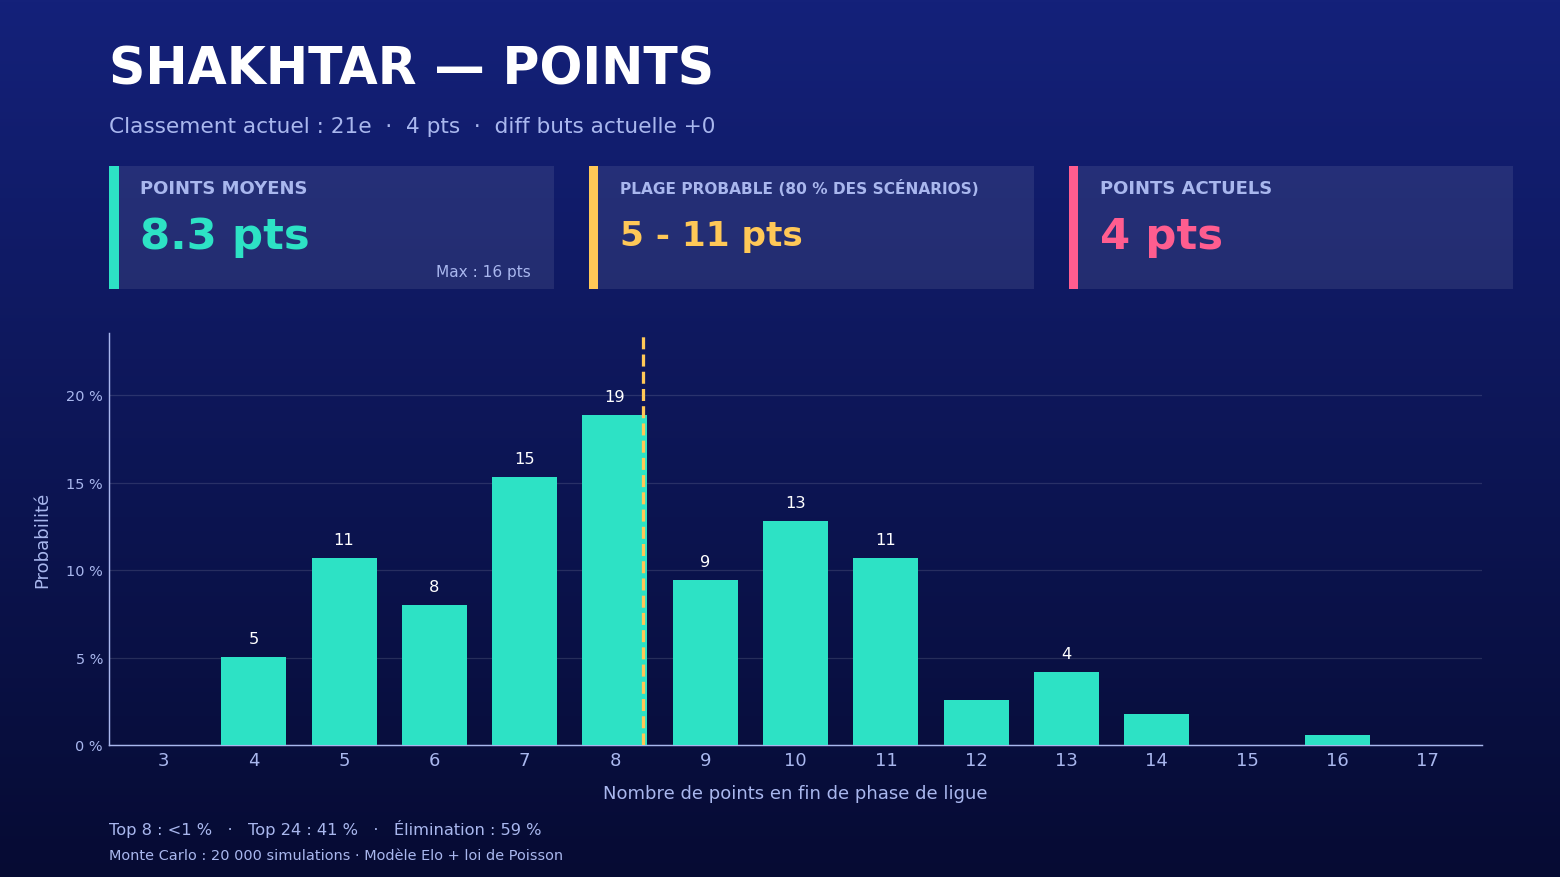 SHAKHTAR — POINTS
Classement actuel : 21e · 4 pts · diff buts actuelle +0
POINTS MOYENS
8.3 pts
Max : 16 pts
PLAGE PROBABLE (80 % DES SCÉNARIOS)
5 - 11 pts
POINTS ACTUELS
4 pts
Probabilité
20 %
15 %
10 %
5 %
0 %
5
11
8
15
19
9
13
11
4
3 4 5 6 7 8 9 10 11 12 13 14 15 16 17
Nombre de points en fin de phase de ligue
Top 8 : <1 % · Top 24 : 41 % · Élimination : 59 %
Monte Carlo : 20 000 simulations · Modèle Elo + loi de Poisson